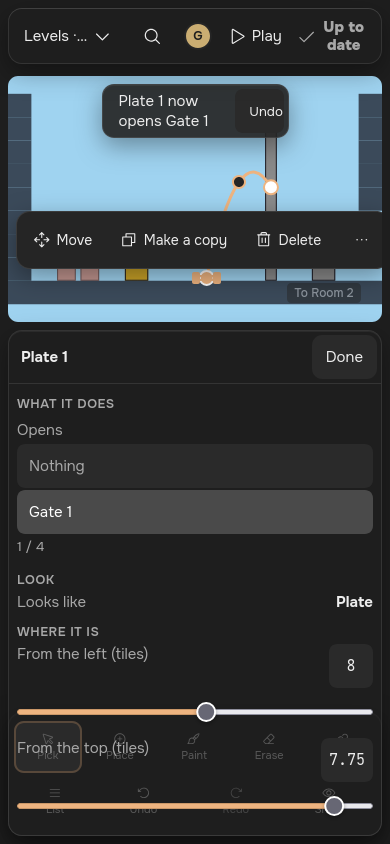 Levels ·...
G
Play
Up to
date
Plate 1 now
opens Gate 1
Undo
Move
Make a copy
Delete
...
To Room 2
Plate 1
Done
WHAT IT DOES
Opens
Nothing
Gate 1
1 / 4
LOOK
Looks like
Plate
WHERE IT IS
From the left (tiles)
8
Pick
Place
Paint
Erase
From the top (tiles)
7.75
List
Undo
Redo